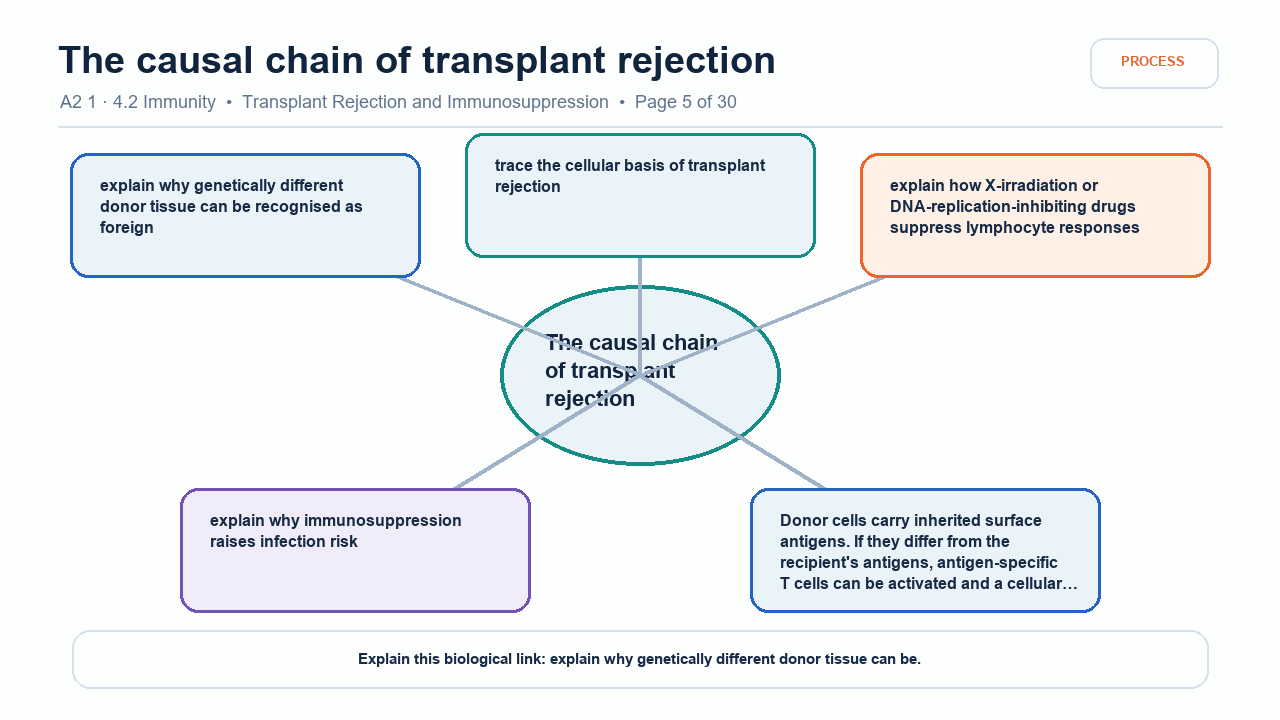 The causal chain of transplant rejection
PROCESS
A2 1 · 4.2 Immunity • Transplant Rejection and Immunosuppression • Page 5 of 30
explain why genetically different
donor tissue can be recognised as
foreign
trace the cellular basis of transplant
rejection
explain how X-irradiation or
DNA-replication-inhibiting drugs
suppress lymphocyte responses
The causal chain
of transplant
rejection
explain why immunosuppression
raises infection risk
Donor cells carry inherited surface
antigens. If they differ from the
recipient's antigens, antigen-specific
T cells can be activated and a cellular…
Explain this biological link: explain why genetically different donor tissue can be.